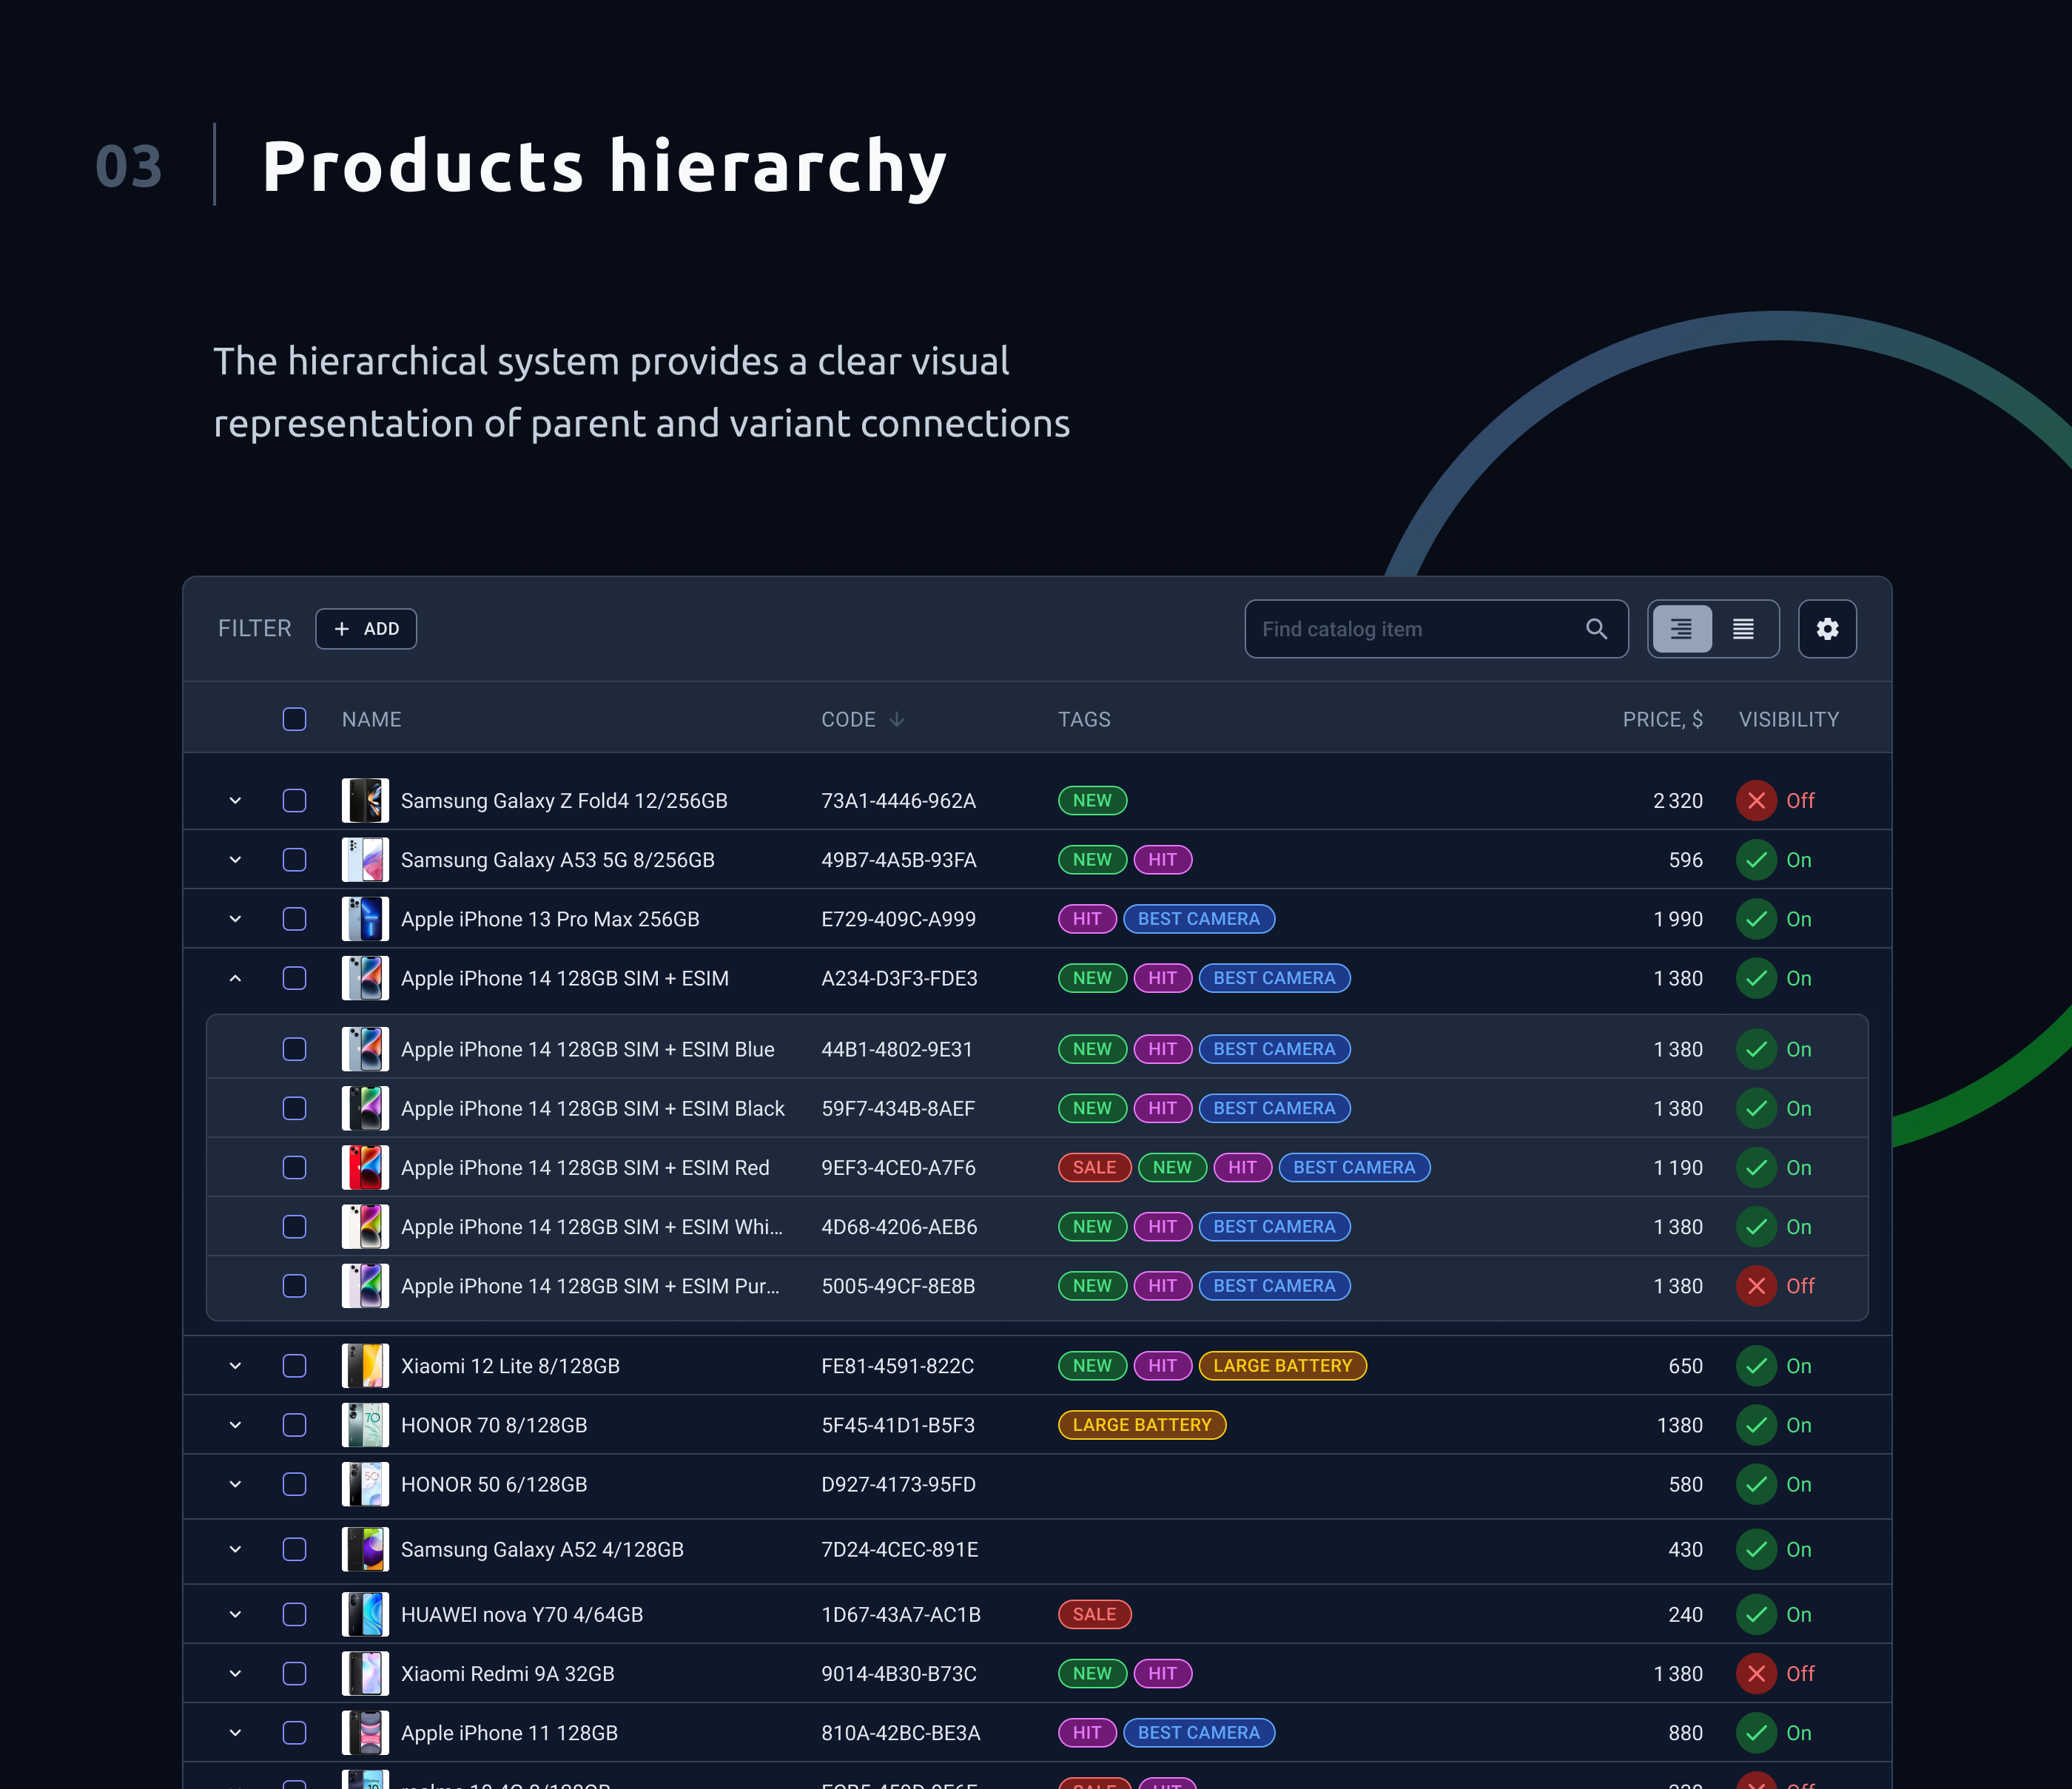 03 Products hierarchy
The hierarchical system provides a clear visual
representation of parent and variant connections
FILTER + ADD Find catalog item
NAME CODE TAGS PRICE, $ VISIBILITY
Samsung Galaxy Z Fold4 12/256GB 73A1-4446-962A NEW 2 320 Off
Samsung Galaxy A53 5G 8/256GB 49B7-4A5B-93FA NEW HIT 596 On
Apple iPhone 13 Pro Max 256GB E729-409C-A999 HIT BEST CAMERA 1 990 On
Apple iPhone 14 128GB SIM + ESIM A234-D3F3-FDE3 NEW HIT BEST CAMERA 1 380 On
Apple iPhone 14 128GB SIM + ESIM Blue 44B1-4802-9E31 NEW HIT BEST CAMERA 1 380 On
Apple iPhone 14 128GB SIM + ESIM Black 59F7-434B-8AEF NEW HIT BEST CAMERA 1 380 On
Apple iPhone 14 128GB SIM + ESIM Red 9EF3-4CE0-A7F6 SALE NEW HIT BEST CAMERA 1 190 On
Apple iPhone 14 128GB SIM + ESIM Whi... 4D68-4206-AEB6 NEW HIT BEST CAMERA 1 380 On
Apple iPhone 14 128GB SIM + ESIM Pur... 5005-49CF-8E8B NEW HIT BEST CAMERA 1 380 Off
Xiaomi 12 Lite 8/128GB FE81-4591-822C NEW HIT LARGE BATTERY 650 On
HONOR 70 8/128GB 5F45-41D1-B5F3 LARGE BATTERY 1380 On
HONOR 50 6/128GB D927-4173-95FD 580 On
Samsung Galaxy A52 4/128GB 7D24-4CEC-891E 430 On
HUAWEI nova Y70 4/64GB 1D67-43A7-AC1B SALE 240 On
Xiaomi Redmi 9A 32GB 9014-4B30-B73C NEW HIT 1 380 Off
Apple iPhone 11 128GB 810A-42BC-BE3A HIT BEST CAMERA 880 On
SALE HIT Off